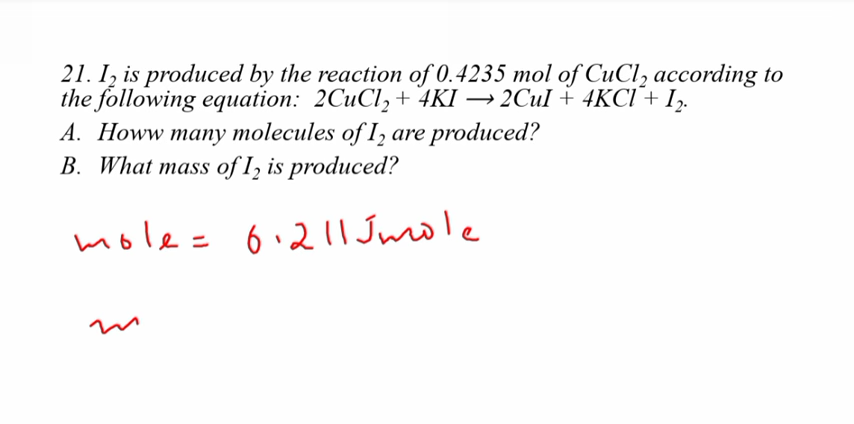 21. I₂ is produced by the reaction of 0.4235 mol of CuCl₂ according to
the following equation: 2CuCl₂ + 4KI → 2CuI + 4KCl + I₂.
A. Howw many molecules of I₂ are produced?
B. What mass of I₂ is produced?
mole = 6.2115mole
m